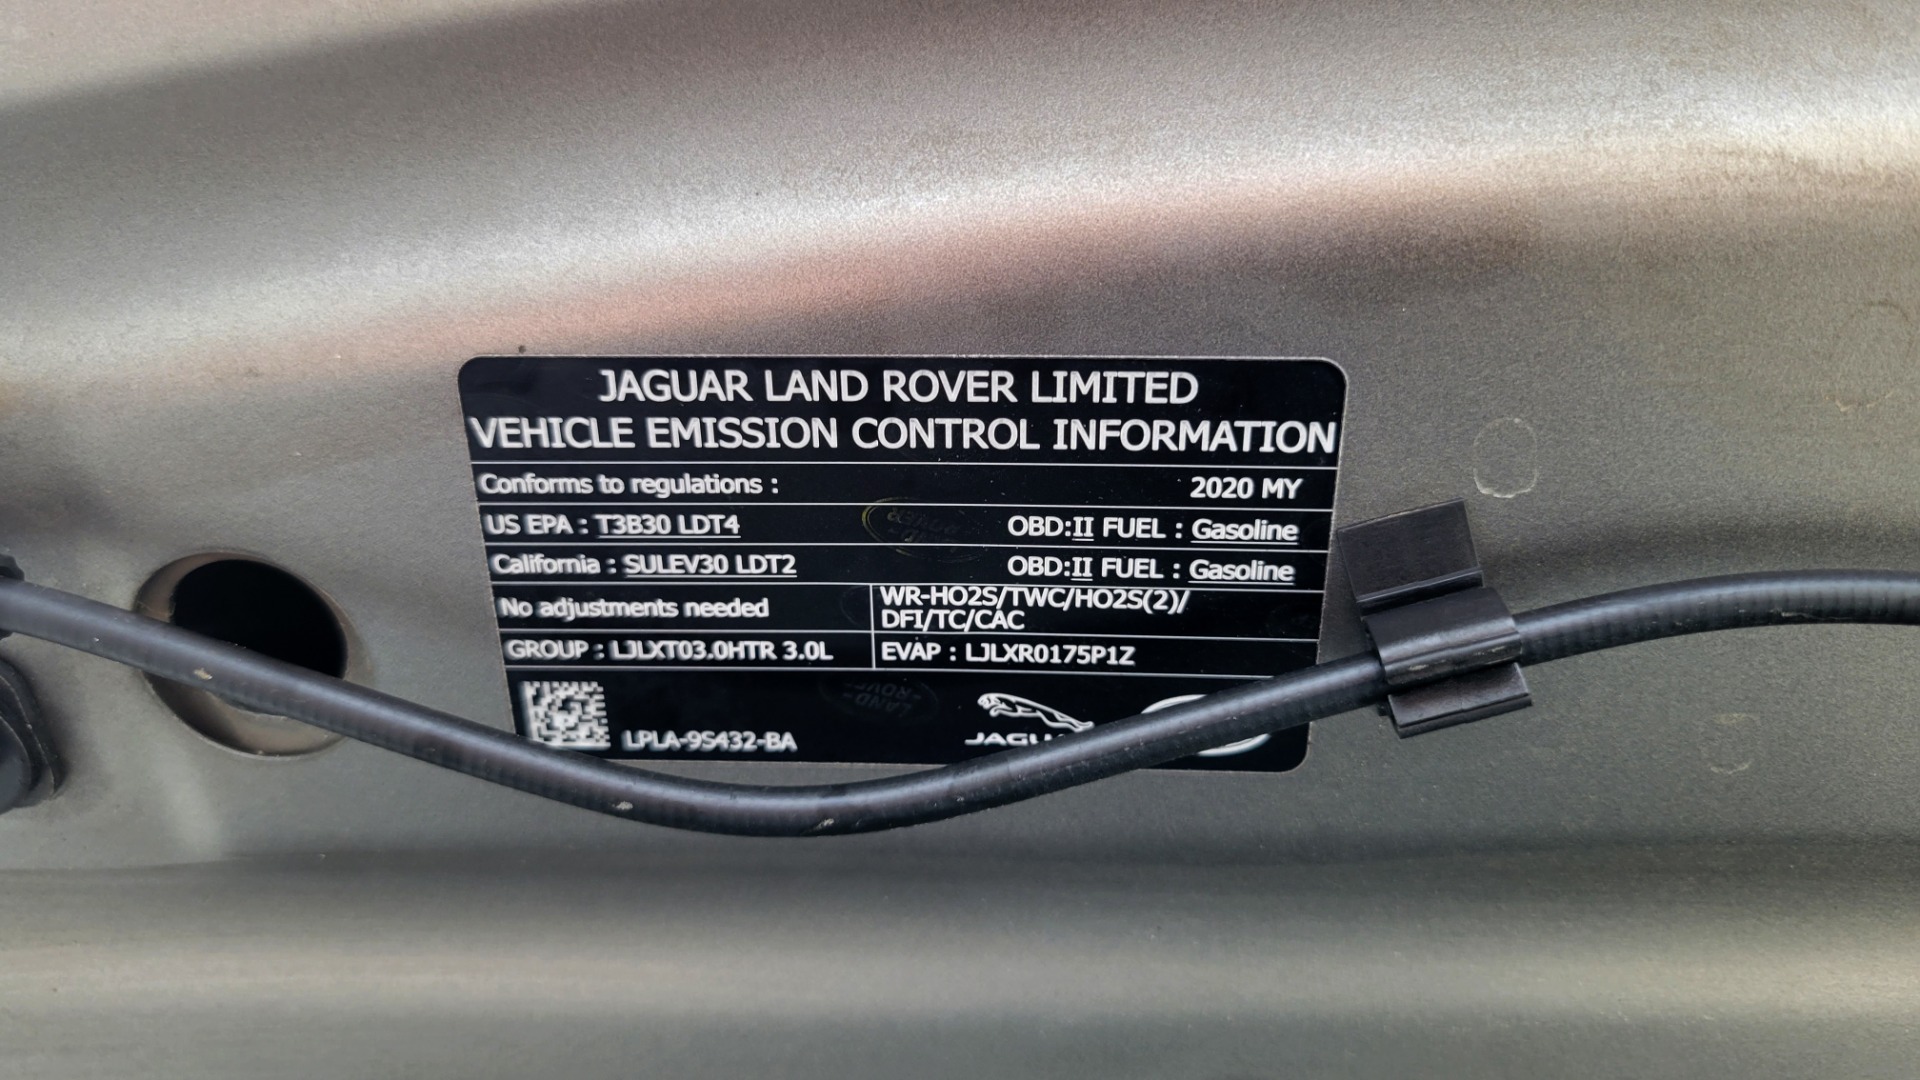 JAGUAR LAND ROVER LIMITED
VEHICLE EMISSION CONTROL INFORMATION
Conforms to regulations : 2020 MY
US EPA : T3B30 LDT4 OBD:II FUEL : Gasoline
California : SULEV30 LDT2 OBD:II FUEL : Gasoline
No adjustments needed
WR-HO2S/TWC/HO2S(2)/
DFI/TC/CAC
GROUP : LJLXT03.0HTR 3.0L
EVAP : LJLXR0175P1Z
LPLA-9S432-BA